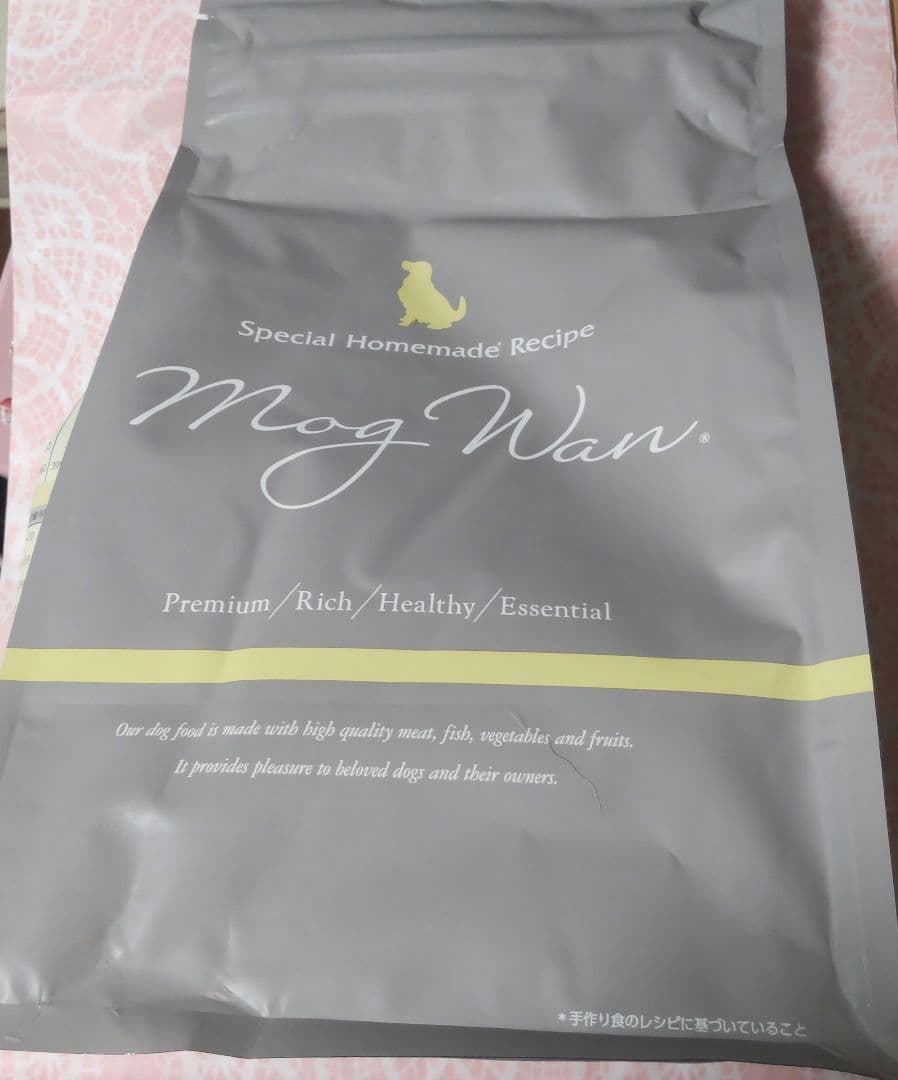 Special Homemade* Recipe
Mog Wan®
Premium/Rich/Healthy/Essential
Our dog food is made with high quality meat, fish, vegetables and fruits.
It provides pleasure to beloved dogs and their owners.
*手作り食のレシピに基づいていること